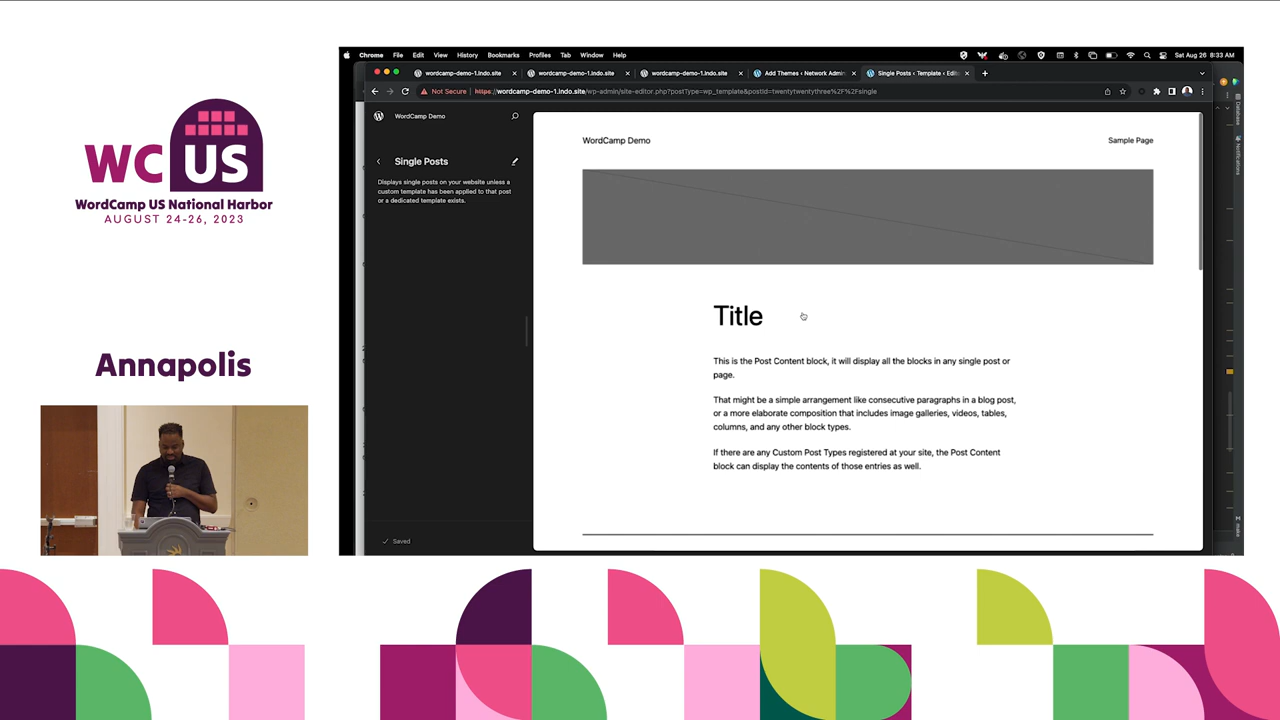 WC US
WordCamp US National Harbor
AUGUST 24-26, 2023
Annapolis
Chrome File Edit View History Bookmarks Profiles Tab Window Help
Sat Aug 26 8:33 AM
wordcamp-demo-1.lndo.site
wordcamp-demo-1.lndo.site
wordcamp-demo-1.lndo.site
Add Themes ‹ Network Admin
Single Posts ‹ Template ‹ Edit
Not Secure https://wordcamp-demo-1.lndo.site/wp-admin/site-editor.php?postType=wp_template&postId=twentytwentythree%2F%2Fsingle
WordCamp Demo
Single Posts
Displays single posts on your website unless a
custom template has been applied to that post
or a dedicated template exists.
Saved
WordCamp Demo
Sample Page
Title
This is the Post Content block, it will display all the blocks in any single post or
page.
That might be a simple arrangement like consecutive paragraphs in a blog post,
or a more elaborate composition that includes image galleries, videos, tables,
columns, and any other block types.
If there are any Custom Post Types registered at your site, the Post Content
block can display the contents of those entries as well.
Database
Notifications
make